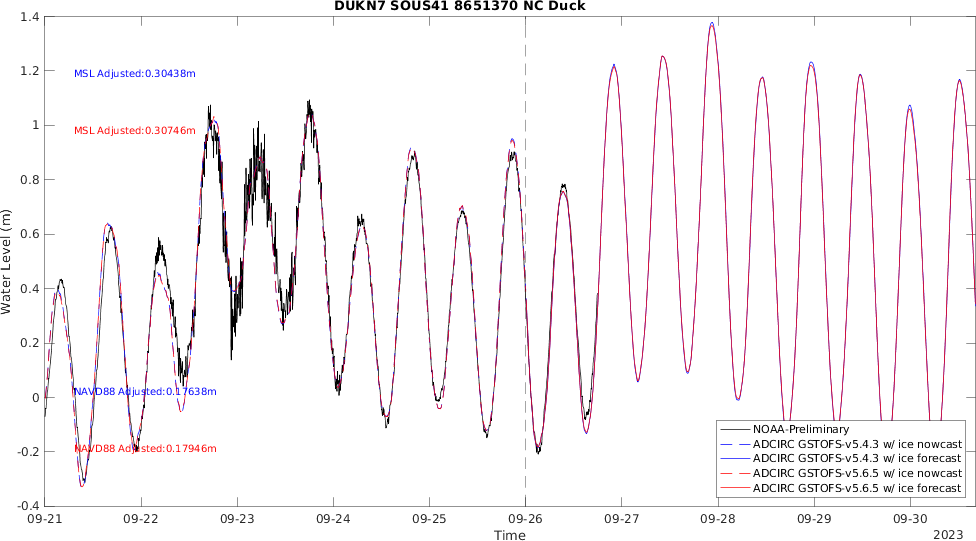 DUKN7 SOUS41 8651370 NC Duck
1.4
1.2
1
0.8
0.6
0.4
0.2
0
-0.2
-0.4
Water Level (m)
MSL Adjusted:0.30438m
MSL Adjusted:0.30746m
NAVD88 Adjusted:0.17638m
NAVD88 Adjusted:0.17946m
NOAA-Preliminary
ADCIRC GSTOFS-v5.4.3 w/ ice nowcast
ADCIRC GSTOFS-v5.4.3 w/ ice forecast
ADCIRC GSTOFS-v5.6.5 w/ ice nowcast
ADCIRC GSTOFS-v5.6.5 w/ ice forecast
09-21 09-22 09-23 09-24 09-25 09-26 09-27 09-28 09-29 09-30
Time
2023